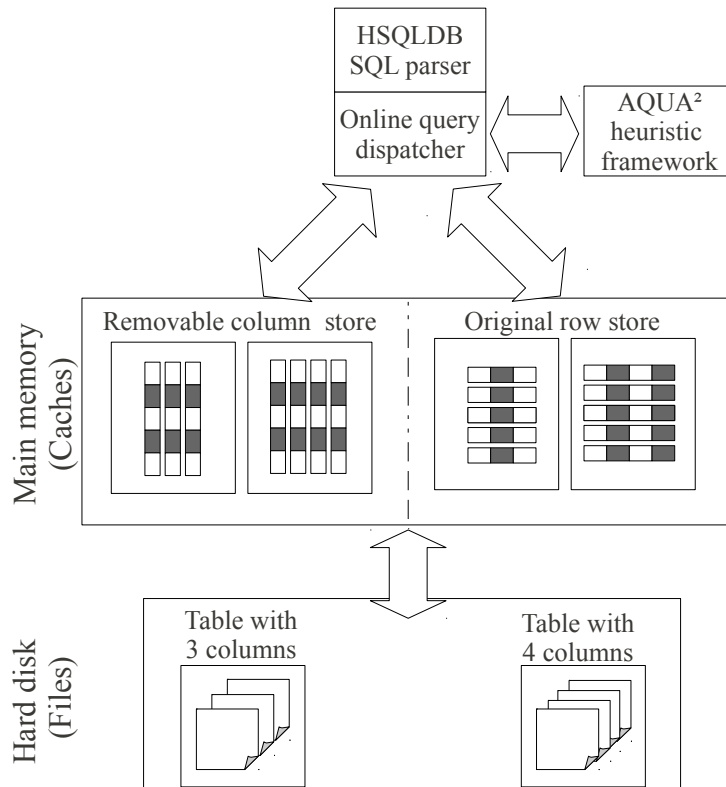 HSQLDB
SQL parser
Online query
dispatcher
AQUA²
heuristic
framework
Main memory
(Caches)
Removable column store
Original row store
Hard disk
(Files)
Table with
3 columns
Table with
4 columns